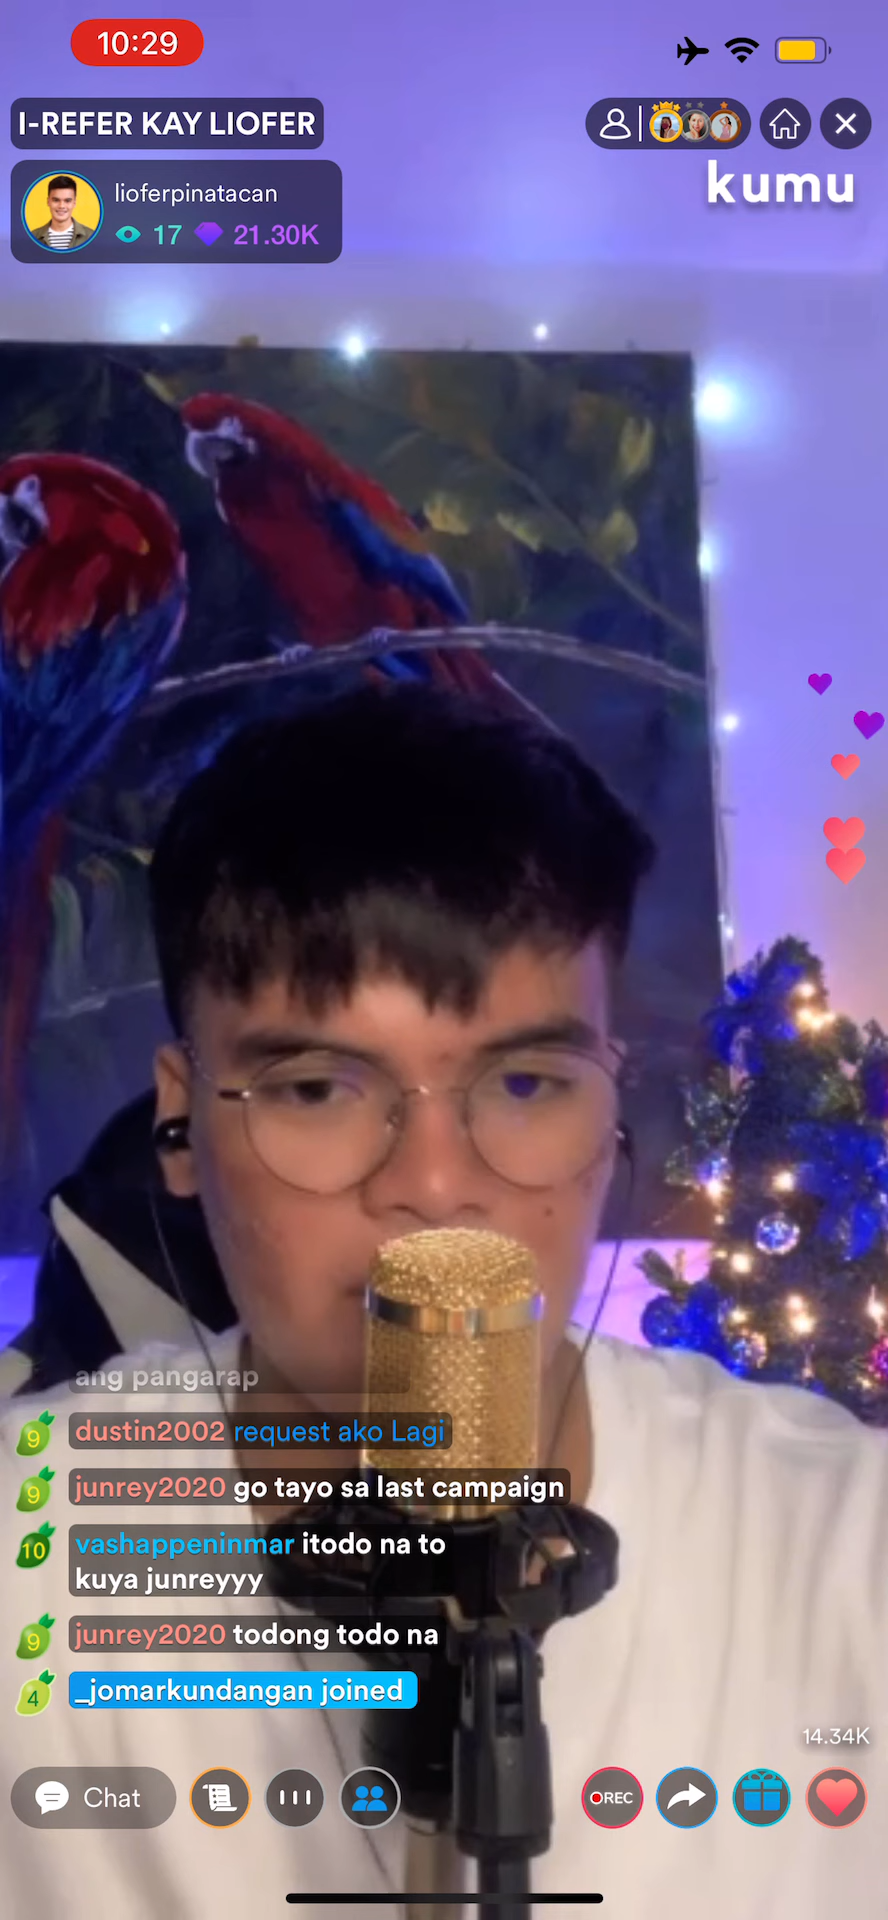 10:29
I-REFER KAY LIOFER
lioferpinatacan
17 21.30K
kumu
ang pangarap
9 dustin2002 request ako Lagi
9 junrey2020 go tayo sa last campaign
10 vashappeninmar itodo na to
kuya junreyyy
9 junrey2020 todong todo na
4 _jomarkundangan joined
14.34K
Chat
REC